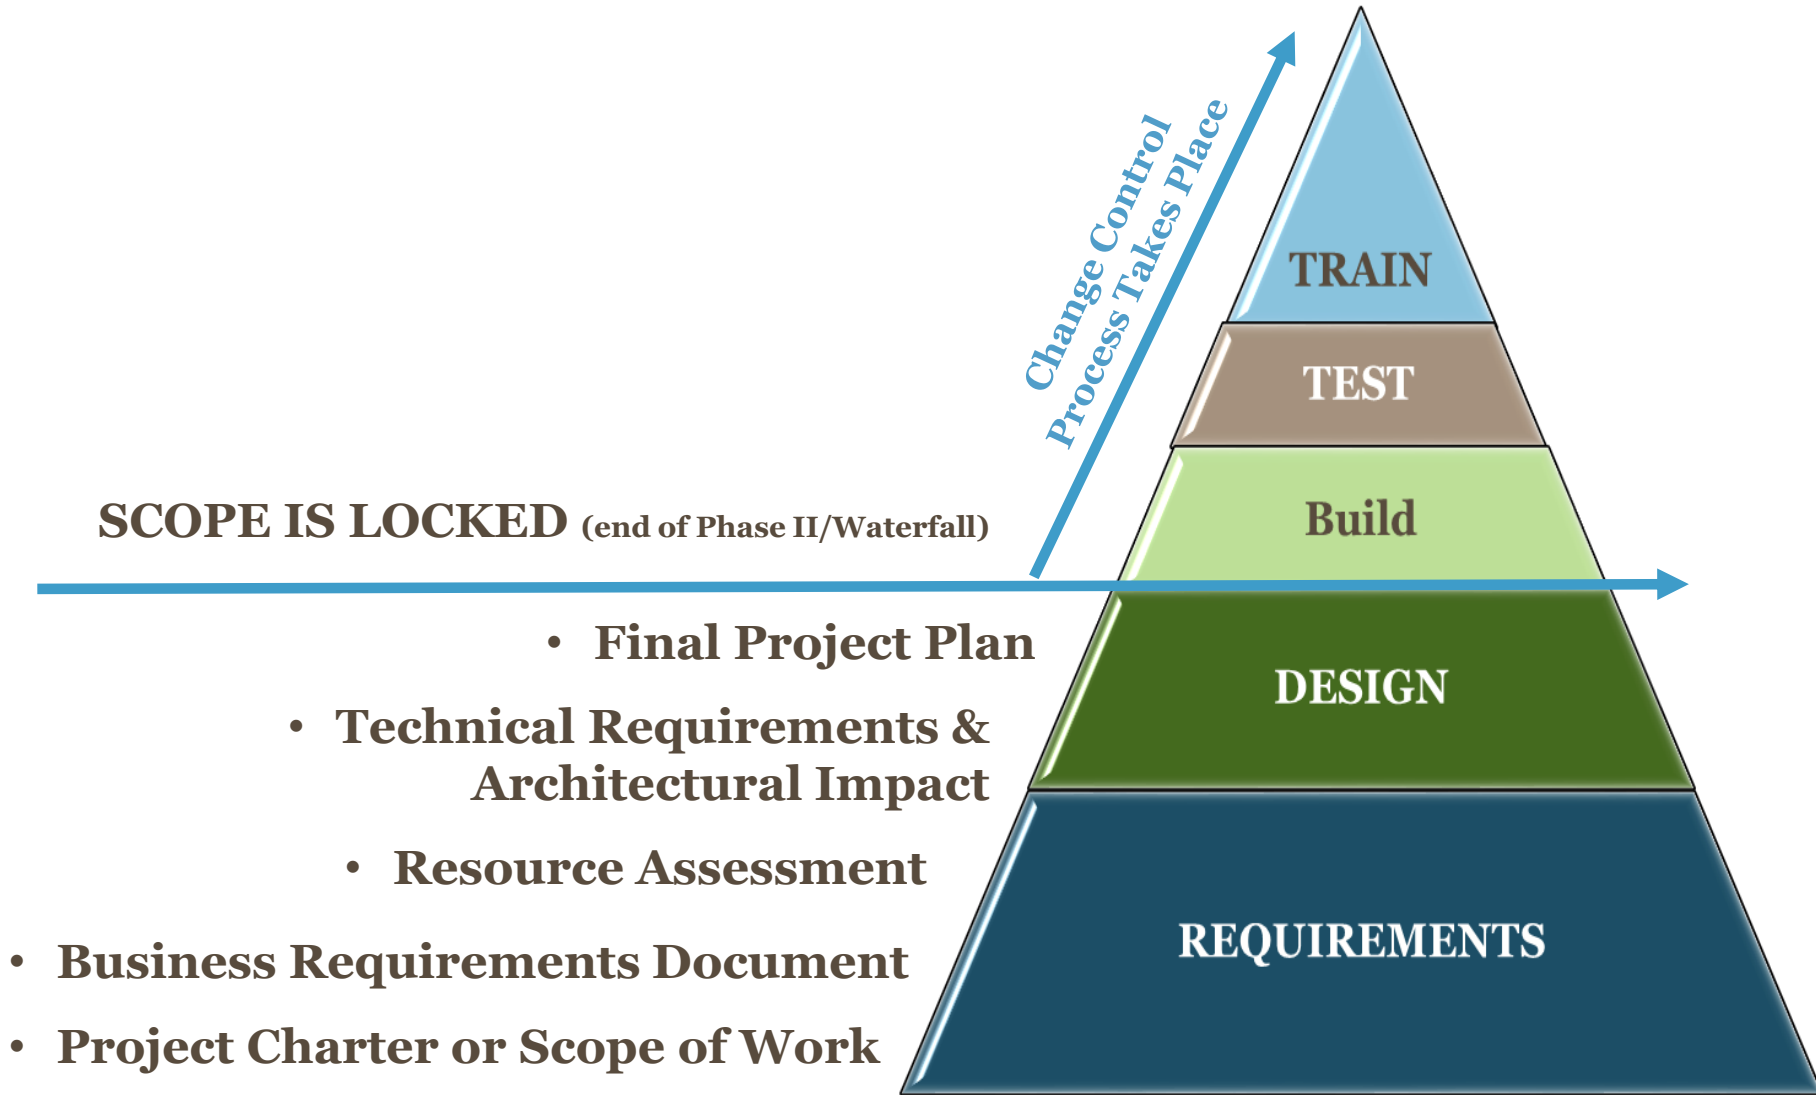 Change Control
Process Takes Place
TRAIN
TEST
Build
SCOPE IS LOCKED (end of Phase II/Waterfall)
• Final Project Plan
DESIGN
• Technical Requirements &
Architectural Impact
• Resource Assessment
REQUIREMENTS
• Business Requirements Document
• Project Charter or Scope of Work